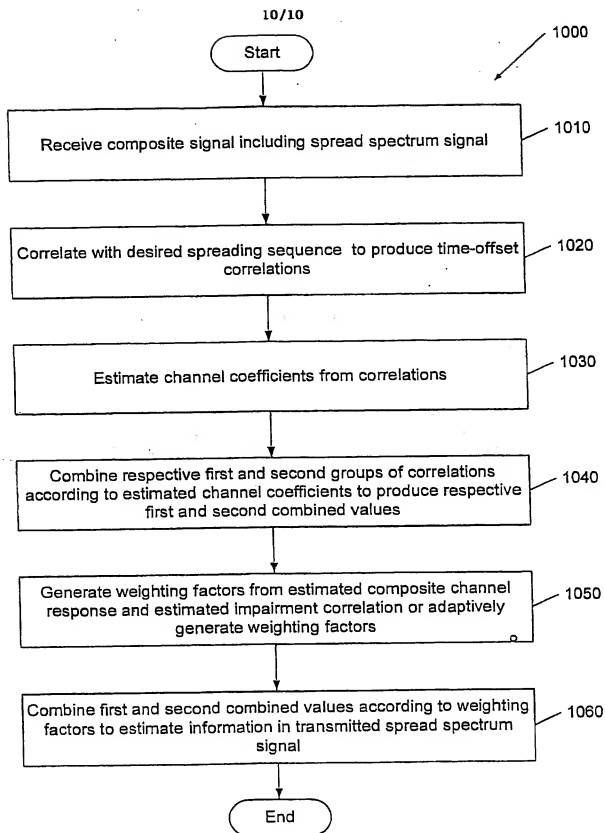 10/10
Start
1000
Receive composite signal including spread spectrum signal
1010
Correlate with desired spreading sequence to produce time-offset
correlations
1020
Estimate channel coefficients from correlations
1030
Combine respective first and second groups of correlations
according to estimated channel coefficients to produce respective
first and second combined values
1040
Generate weighting factors from estimated composite channel
response and estimated impairment correlation or adaptively
generate weighting factors
1050
Combine first and second combined values according to weighting
factors to estimate information in transmitted spread spectrum
signal
1060
End